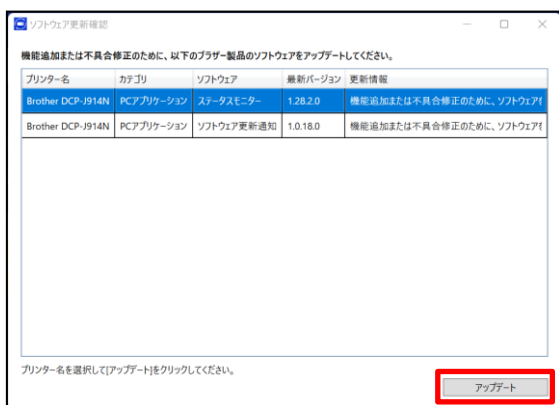 ソフトウェア更新確認
機能追加または不具合修正のために、以下のブラザー製品のソフトウェアをアップデートしてください。
プリンター名 カテゴリ ソフトウェア 最新バージョン 更新情報
Brother DCP-J914N PCアプリケーション ステータスモニター 1.28.2.0 機能追加または不具合修正のために、ソフトウェアを
Brother DCP-J914N PCアプリケーション ソフトウェア更新通知 1.0.18.0 機能追加または不具合修正のために、ソフトウェアを
プリンター名を選択して[アップデート]をクリックしてください。
アップデート